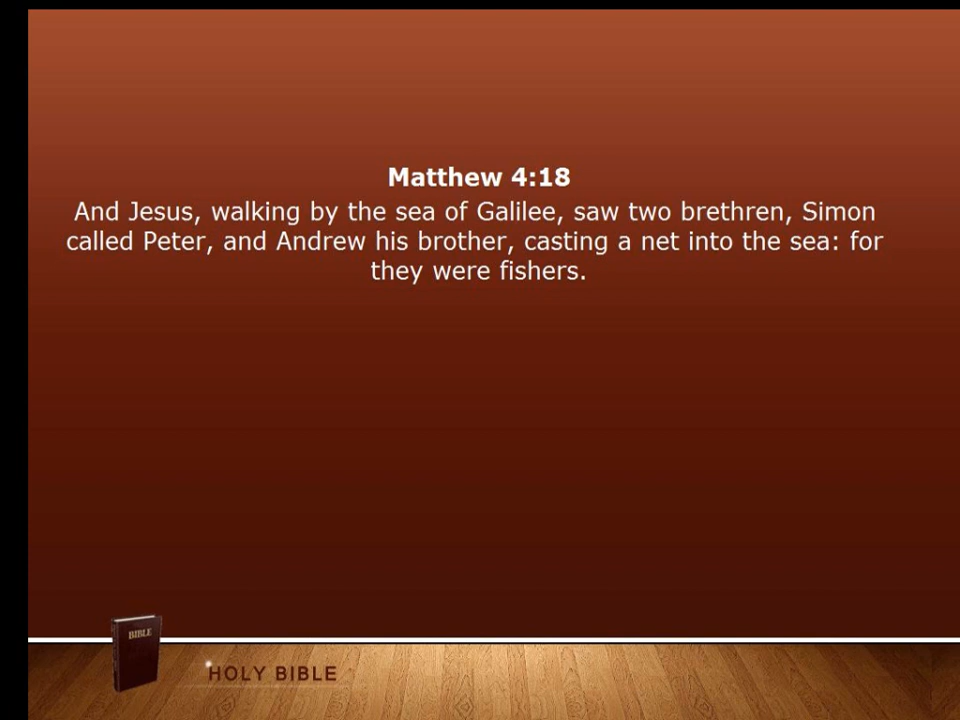 Matthew 4:18
And Jesus, walking by the sea of Galilee, saw two brethren, Simon
called Peter, and Andrew his brother, casting a net into the sea: for
they were fishers.
BIBLE
HOLY BIBLE